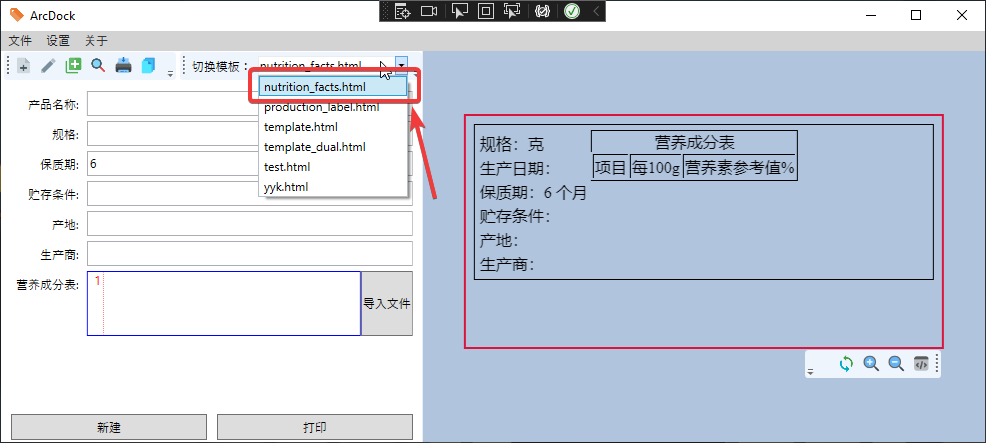 ArcDock
文件 设置 关于
切换模板： nutrition_facts.html
nutrition_facts.html
production_label.html
template.html
template_dual.html
test.html
yyk.html
产品名称:
规格:
保质期: 6
贮存条件:
产地:
生产商:
营养成分表: 1
导入文件
新建 打印
规格：克
生产日期：
保质期：6 个月
贮存条件：
产地：
生产商：
营养成分表
项目 每100g 营养素参考值%